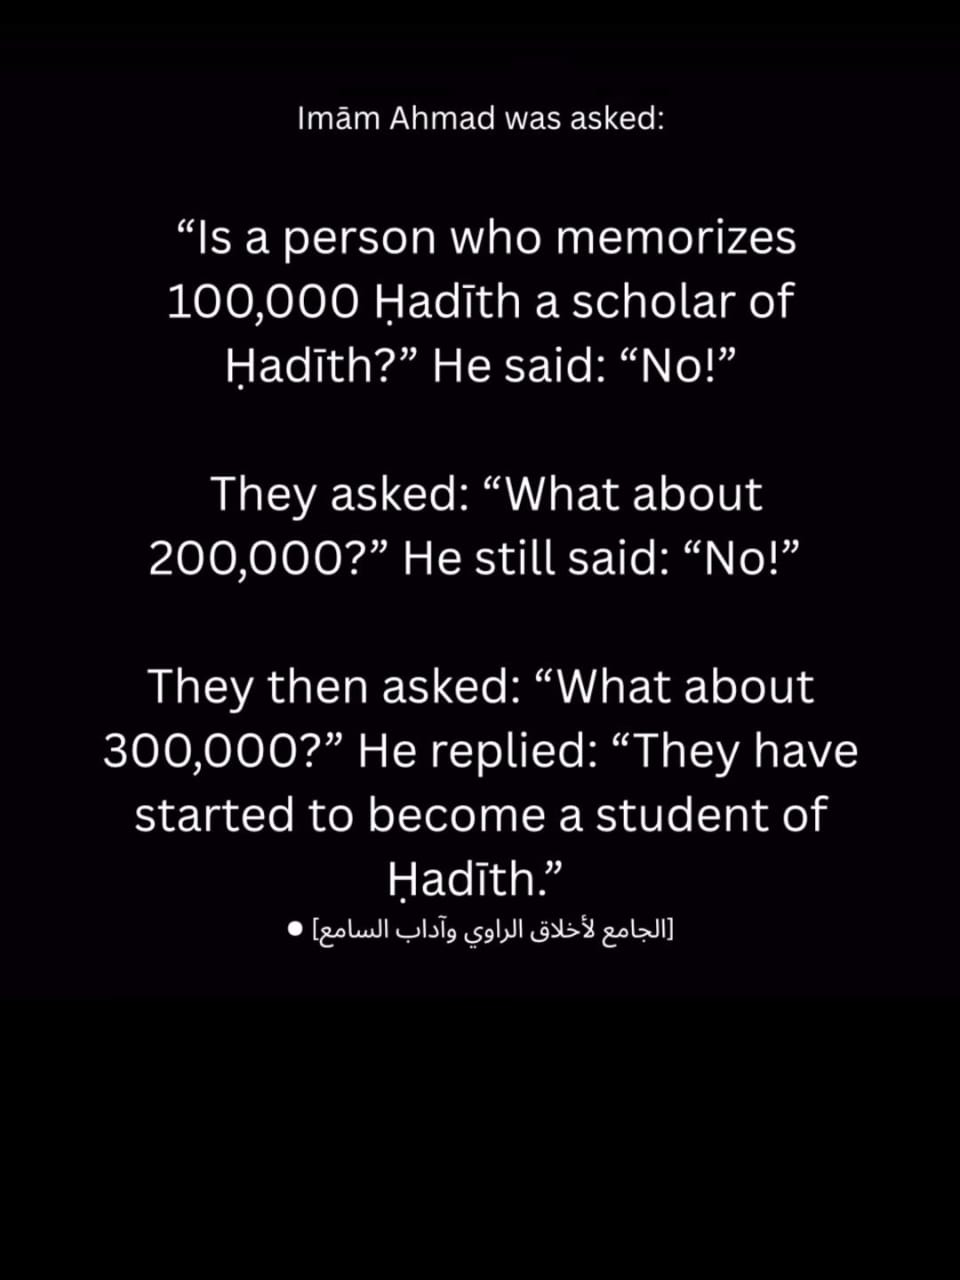 Imām Ahmad was asked:
“Is a person who memorizes
100,000 Ḥadīth a scholar of
Ḥadīth?” He said: “No!”
They asked: “What about
200,000?” He still said: “No!”
They then asked: “What about
300,000?” He replied: “They have
started to become a student of
Ḥadīth.”
● [الجامع لأخلاق الراوي وآداب السامع]